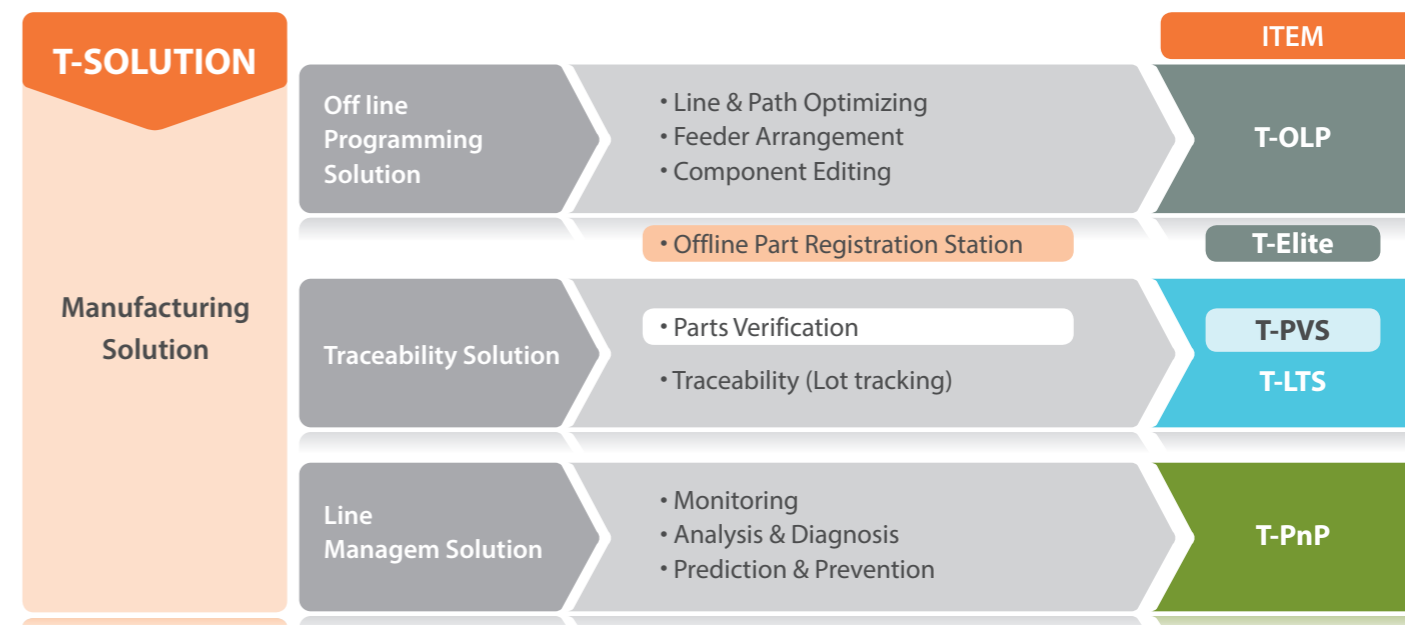 T-SOLUTION
ITEM
Manufacturing
Solution
Off line
Programming
Solution
• Line & Path Optimizing
• Feeder Arrangement
• Component Editing
T-OLP
• Offline Part Registration Station
T-Elite
Traceability Solution
• Parts Verification
T-PVS
• Traceability (Lot tracking)
T-LTS
Line
Managem Solution
• Monitoring
• Analysis & Diagnosis
• Prediction & Prevention
T-PnP